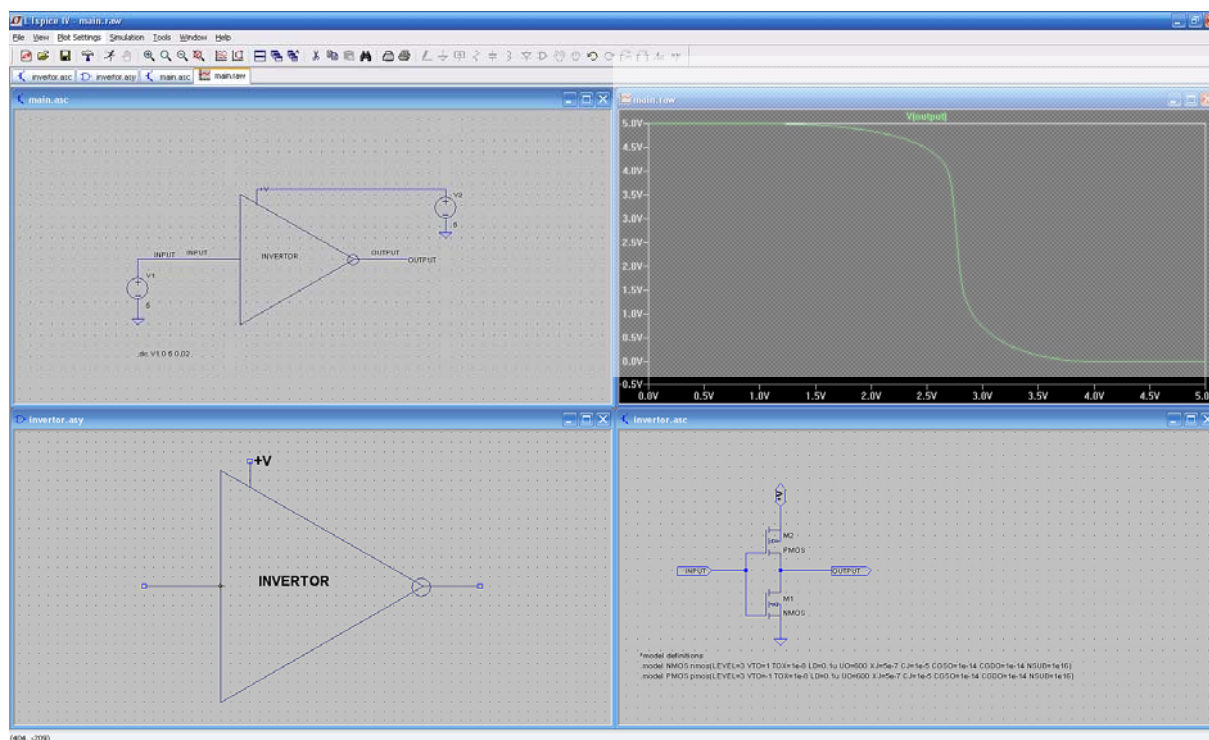 LTspice IV - main.raw
File View Plot Settings Simulation Tools Window Help
invertor.asc invertor.asy main.asc main.raw
main.asc
+V
V2
5
INPUT INPUT
INVERTOR
OUTPUT
OUTPUT
V1
5
.dc V1 0 5 0.02
main.raw
V(output)
5.0V
4.5V
4.0V
3.5V
3.0V
2.5V
2.0V
1.5V
1.0V
0.5V
0.0V
-0.5V
0.0V 0.5V 1.0V 1.5V 2.0V 2.5V 3.0V 3.5V 4.0V 4.5V
invertor.asy
+V
INVERTOR
invertor.asc
+V
M2
PMOS
INPUT
OUTPUT
M1
NMOS
*model definitions:
.model NMOS nmos(LEVEL=3 VTO=1 TOX=1e-8 LD=0.1u UO=600 XJ=5e-7 CJ=1e-5 CGSO=1e-14 CGDO=1e-14 NSUB=1e16)
.model PMOS pmos(LEVEL=3 VTO=-1 TOX=1e-8 LD=0.1u UO=600 XJ=5e-7 CJ=1e-5 CGSO=1e-14 CGDO=1e-14 NSUB=1e16)
(404, -209)